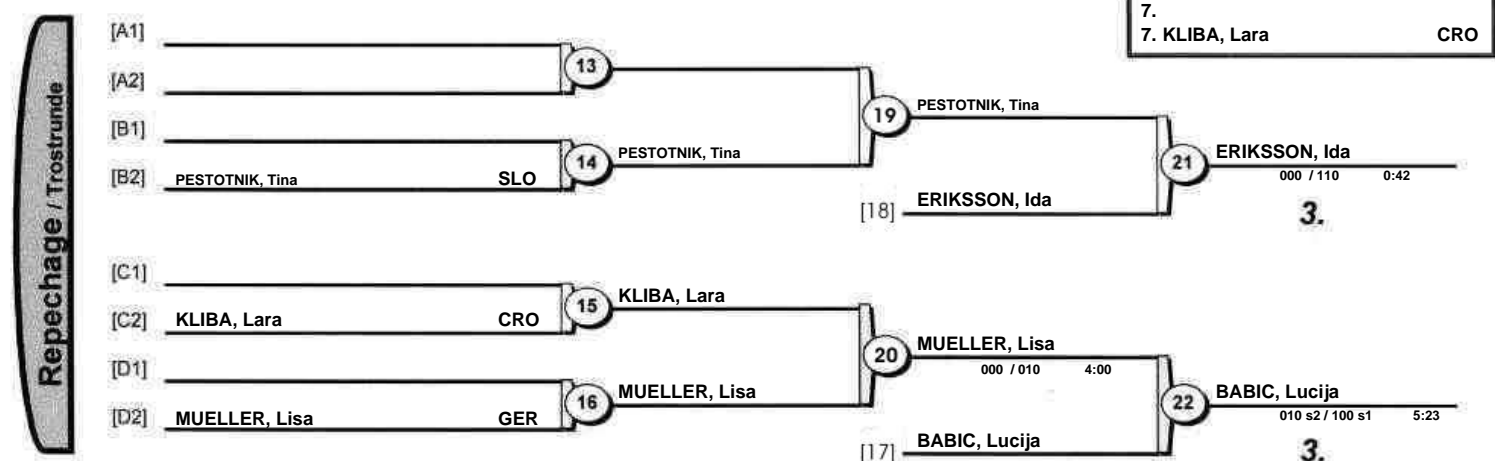 7.
7. KLIBA, Lara CRO
Repechage / Trostrunde
[A1]
13
[A2]
[B1]
14 PESTOTNIK, Tina
[B2] PESTOTNIK, Tina SLO
19 PESTOTNIK, Tina
[18] ERIKSSON, Ida
21 ERIKSSON, Ida
000 / 110 0:42
3.
[C1]
15 KLIBA, Lara
[C2] KLIBA, Lara CRO
[D1]
16 MUELLER, Lisa
[D2] MUELLER, Lisa GER
20 MUELLER, Lisa
000 / 010 4:00
[17] BABIC, Lucija
22 BABIC, Lucija
010 s2 / 100 s1 5:23
3.